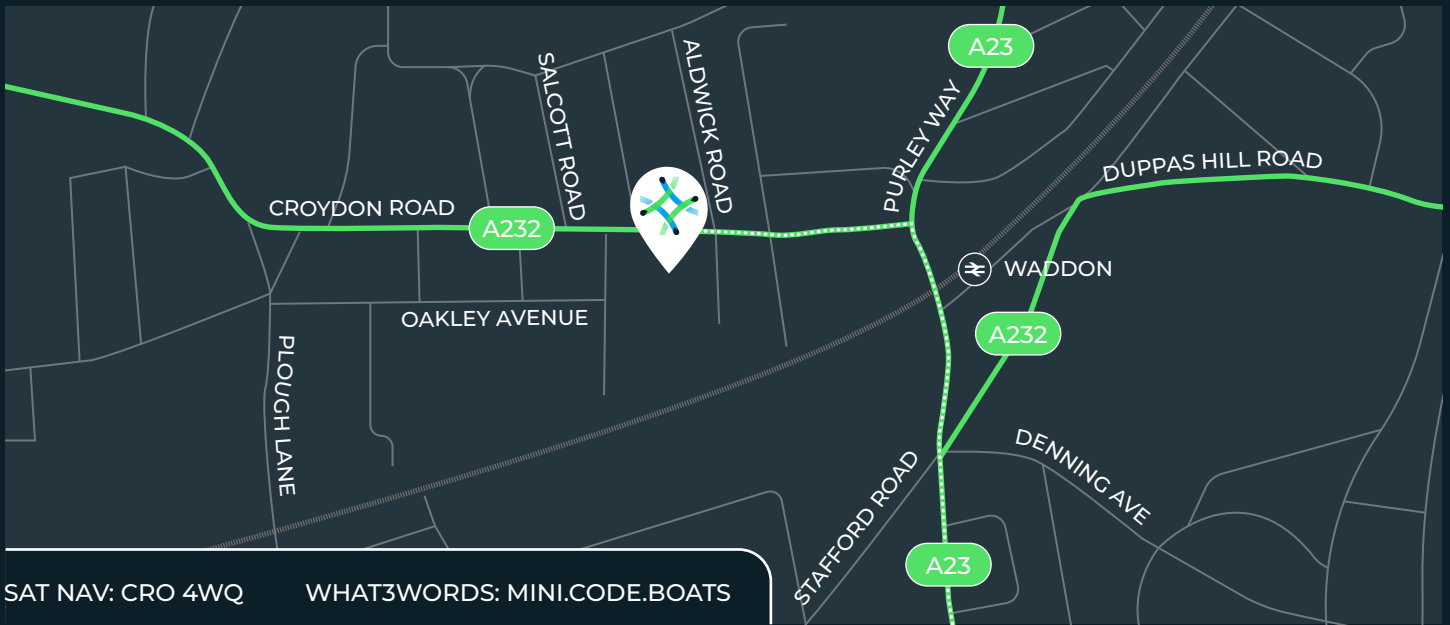 A23
SALCOTT ROAD
ALDWICK ROAD
PURLEY WAY
DUPPAS HILL ROAD
CROYDON ROAD
A232
WADDON
OAKLEY AVENUE
A232
PLOUGH LANE
DENNING AVE
STAFFORD ROAD
A23
SAT NAV: CRO 4WQ
WHAT3WORDS: MINI.CODE.BOATS